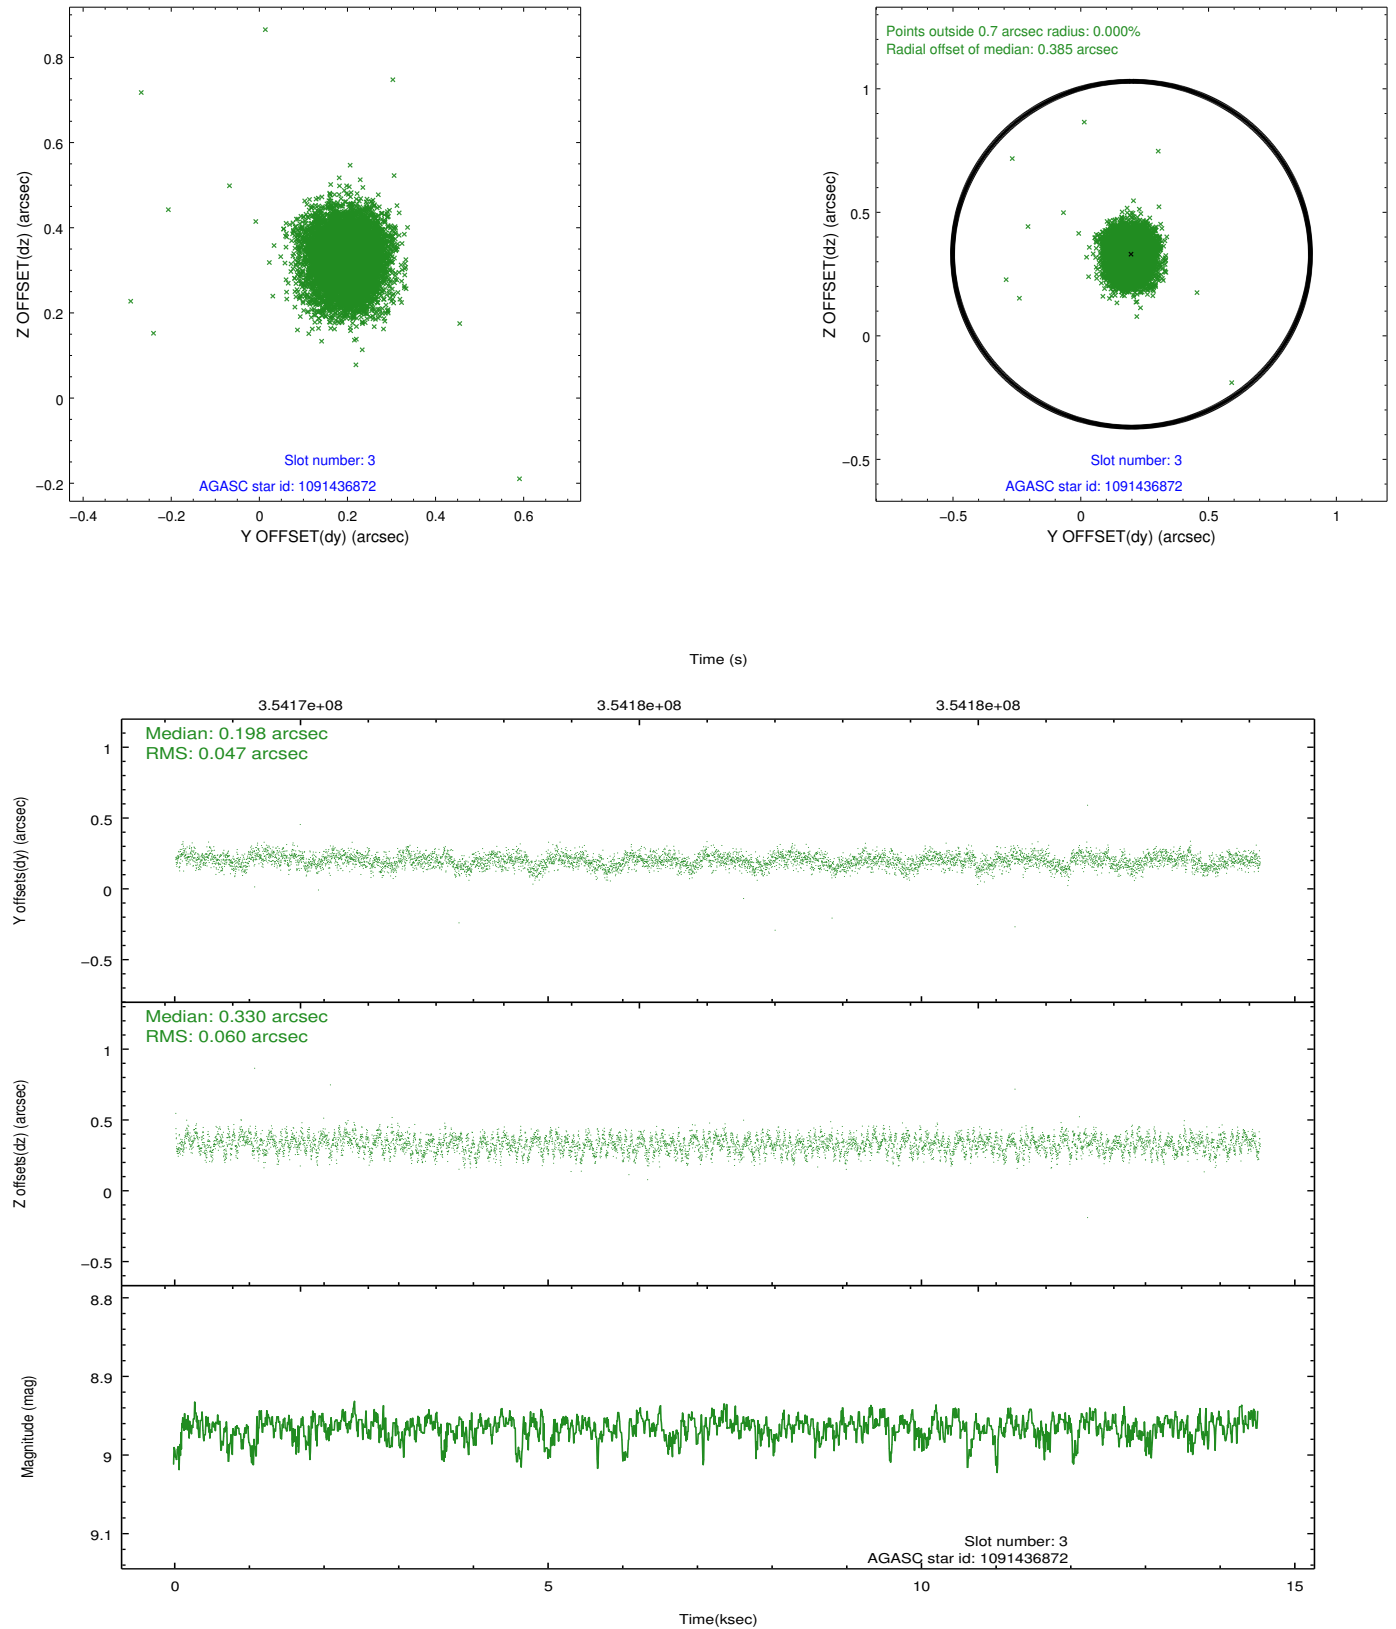 0.8
0.6
0.4
0.2
0
−0.2
−0.4
−0.2
0
0.2
0.4
0.6
Z OFFSET(dz) (arcsec)
Y OFFSET(dy) (arcsec)
Slot number: 3
AGASC star id: 1091436872
Points outside 0.7 arcsec radius: 0.000%
Radial offset of median: 0.385 arcsec
1
0.5
0
−0.5
−0.5
0
0.5
1
Z OFFSET(dz) (arcsec)
Y OFFSET(dy) (arcsec)
Slot number: 3
AGASC star id: 1091436872
Time (s)
3.5417e+08
3.5418e+08
3.5418e+08
Median: 0.198 arcsec
RMS: 0.047 arcsec
1
0.5
0
−0.5
Y offsets(dy) (arcsec)
Median: 0.330 arcsec
RMS: 0.060 arcsec
1
0.5
0
−0.5
Z offsets(dz) (arcsec)
8.8
8.9
9
9.1
Magnitude (mag)
Slot number: 3
AGASC star id: 1091436872
0
5
10
15
Time(ksec)